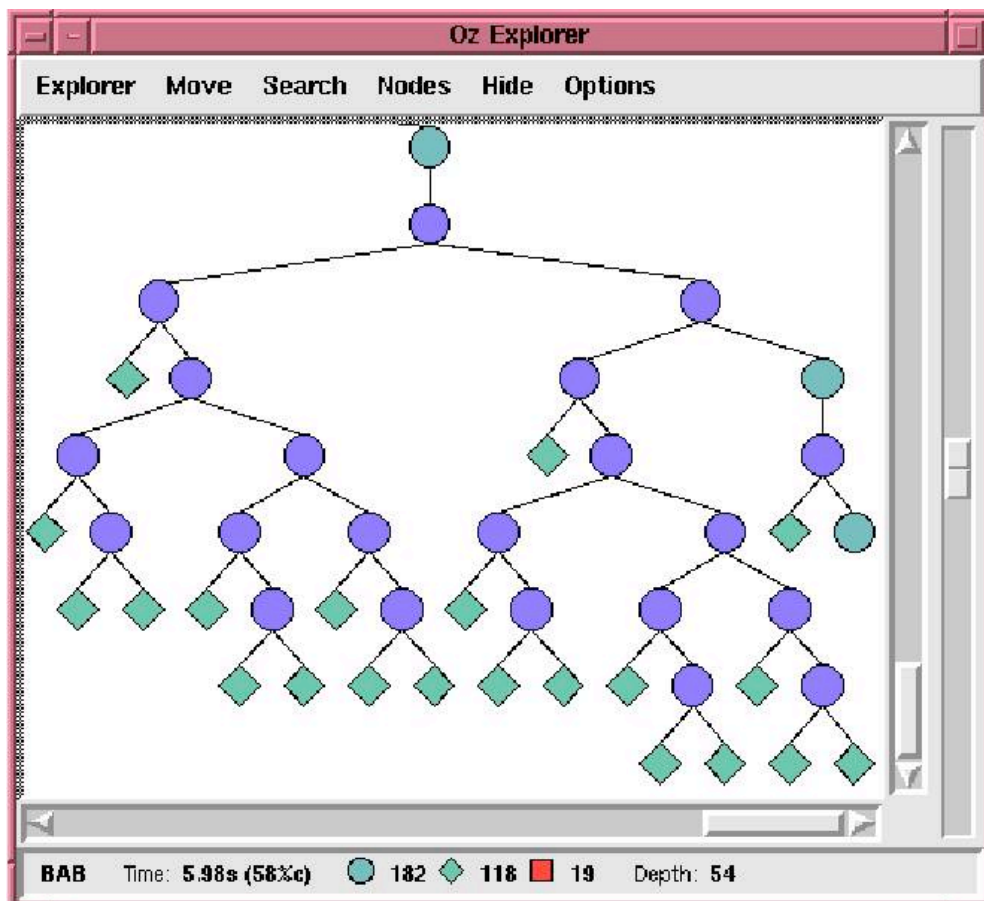 Oz Explorer
Explorer Move Search Nodes Hide Options
BAB Time: 5.98s (58%c) 182 118 19 Depth: 54